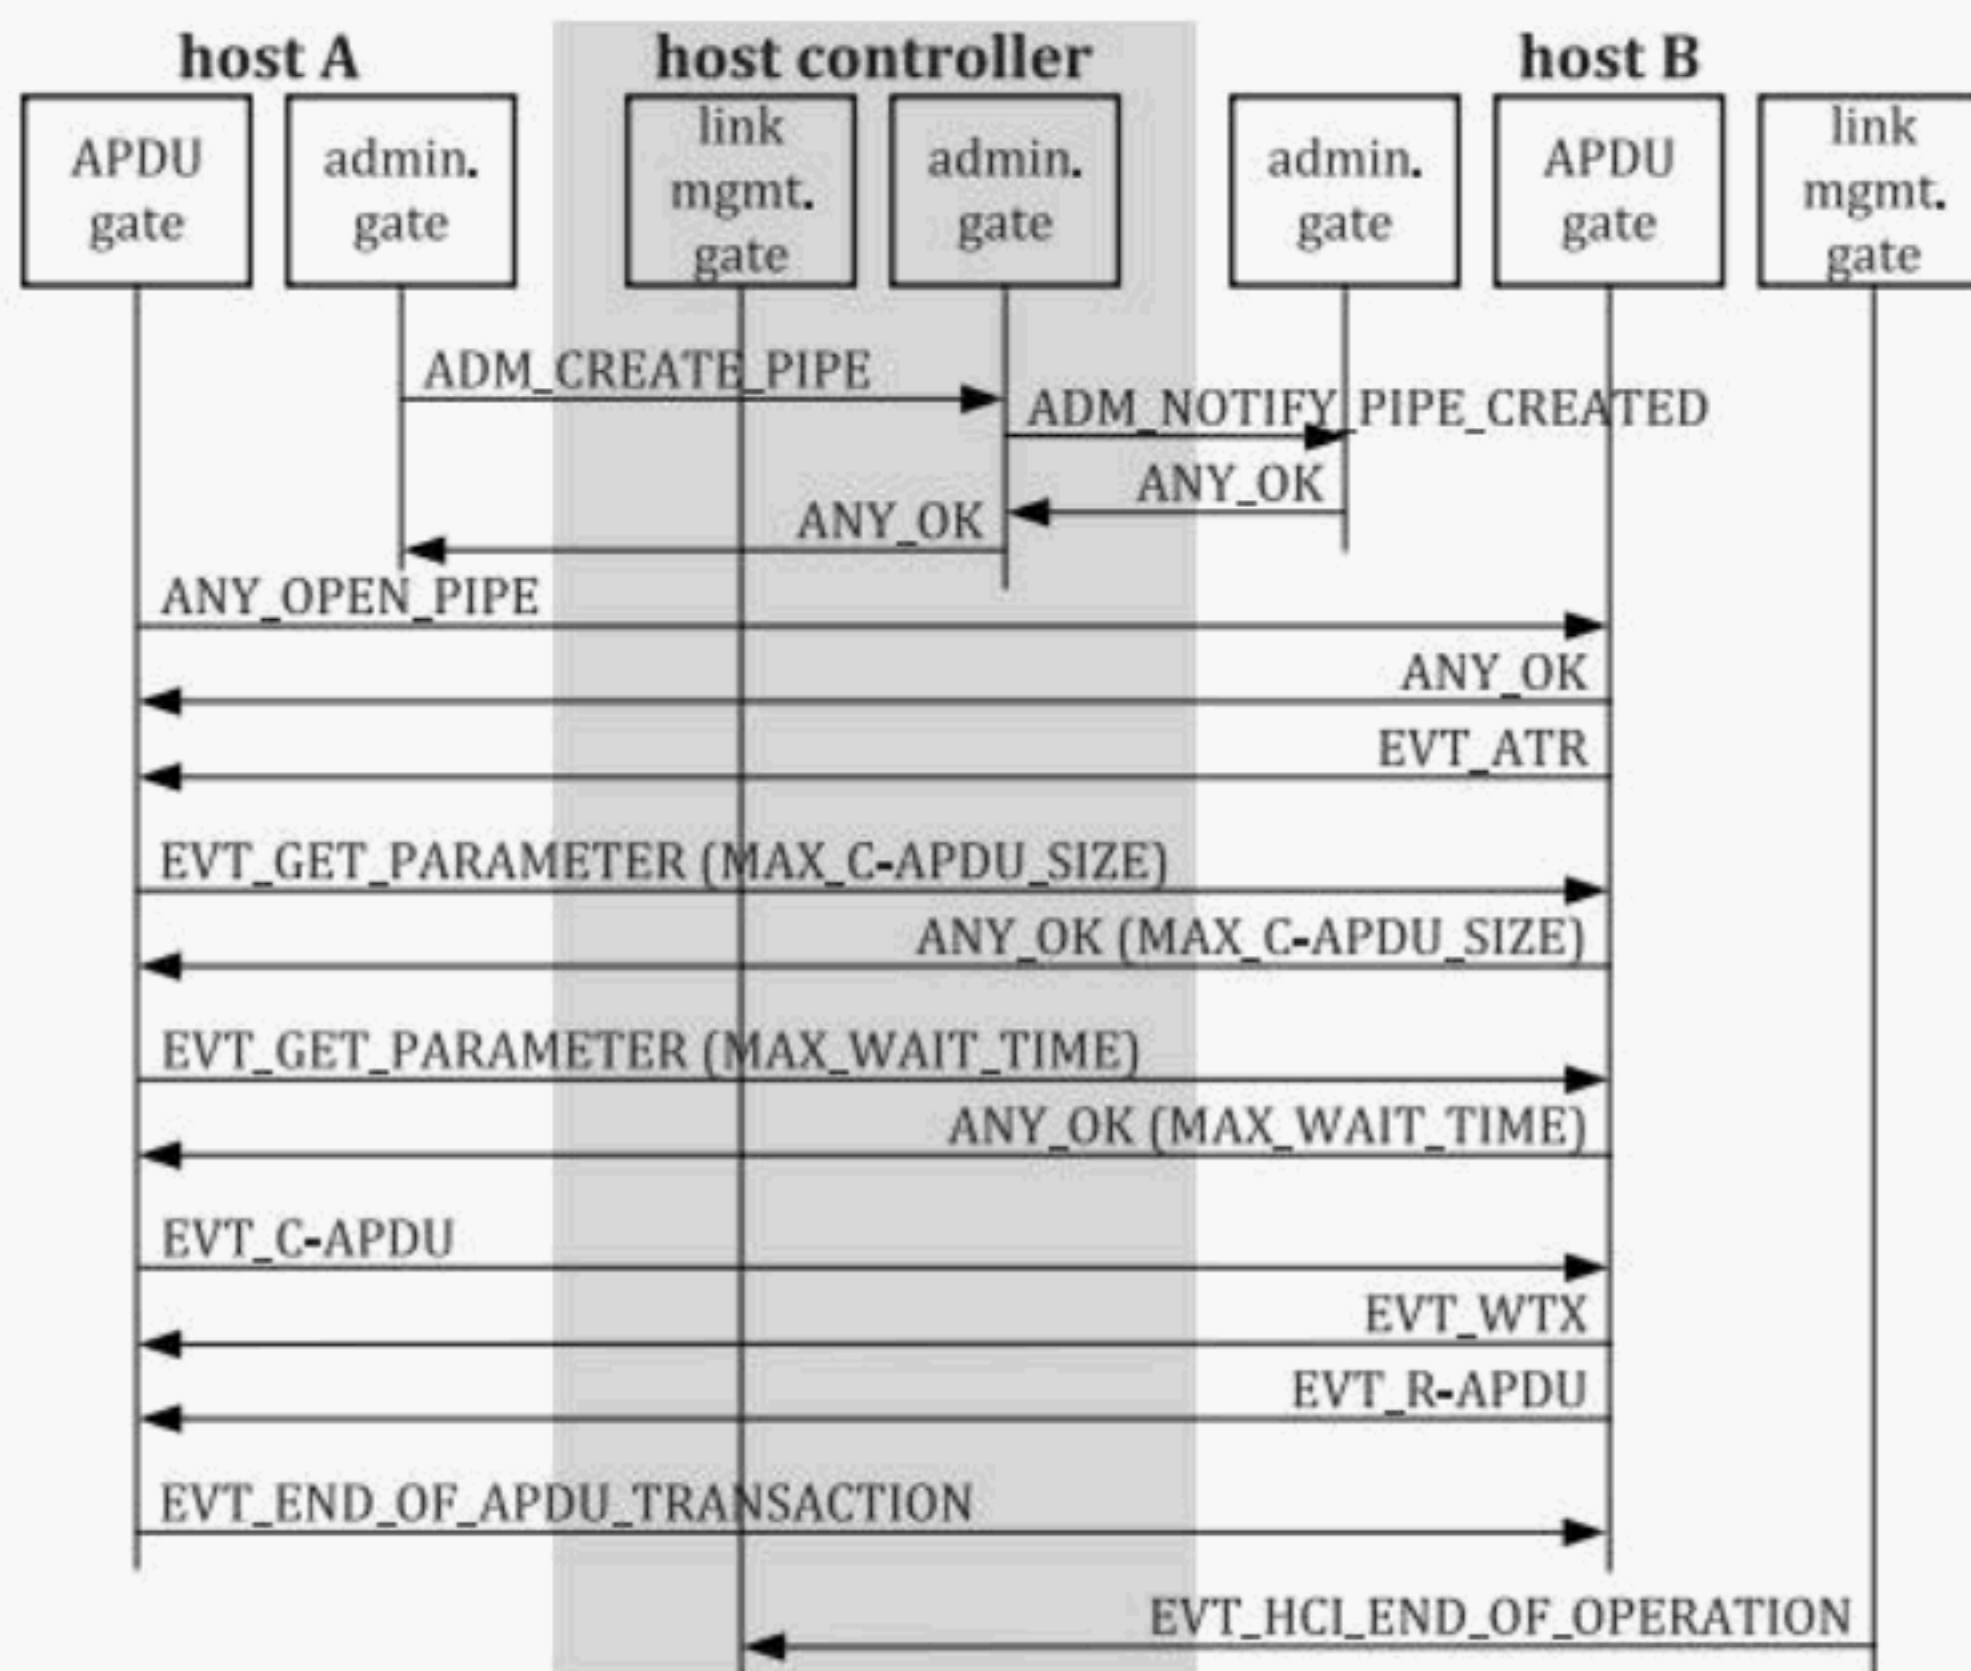 host A
host controller
host B
APDU
gate
admin.
gate
link
mgmt.
gate
admin.
gate
admin.
gate
APDU
gate
link
mgmt.
gate
ADM_CREATE_PIPE
ADM_NOTIFY_PIPE_CREATED
ANY_OK
ANY_OK
ANY_OPEN_PIPE
ANY_OK
EVT_ATR
EVT_GET_PARAMETER (MAX_C-APDU_SIZE)
ANY_OK (MAX_C-APDU_SIZE)
EVT_GET_PARAMETER (MAX_WAIT_TIME)
ANY_OK (MAX_WAIT_TIME)
EVT_C-APDU
EVT_WTX
EVT_R-APDU
EVT_END_OF_APDU_TRANSACTION
EVT_HCI_END_OF_OPERATION